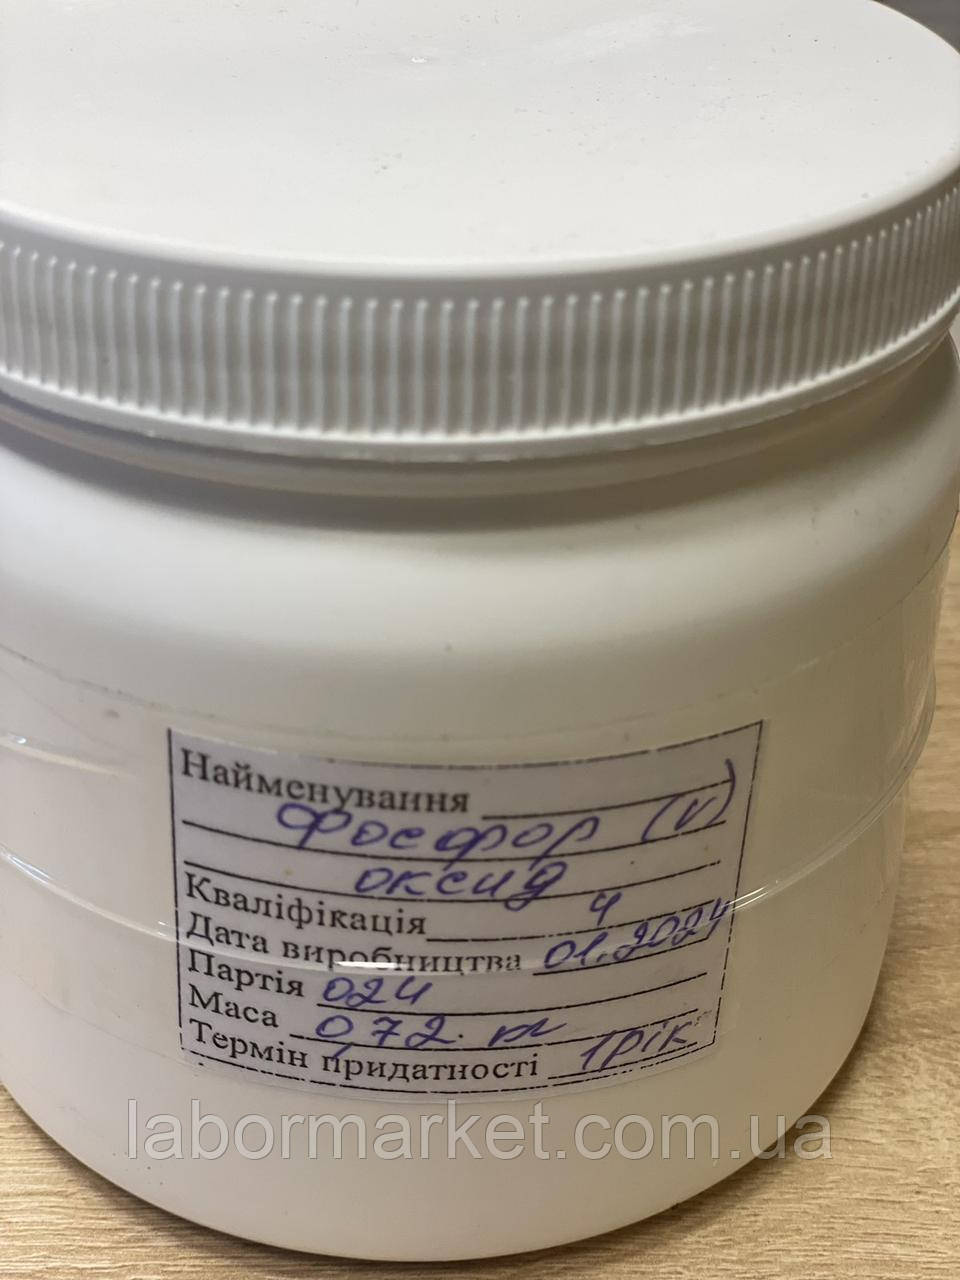 Найменування
фосфор (V)
оксид
Кваліфікація ч
Дата виробництва 01.2024
Партія 024
Маса 0,72 кг
Термін придатності 1 рік
labormarket.com.ua